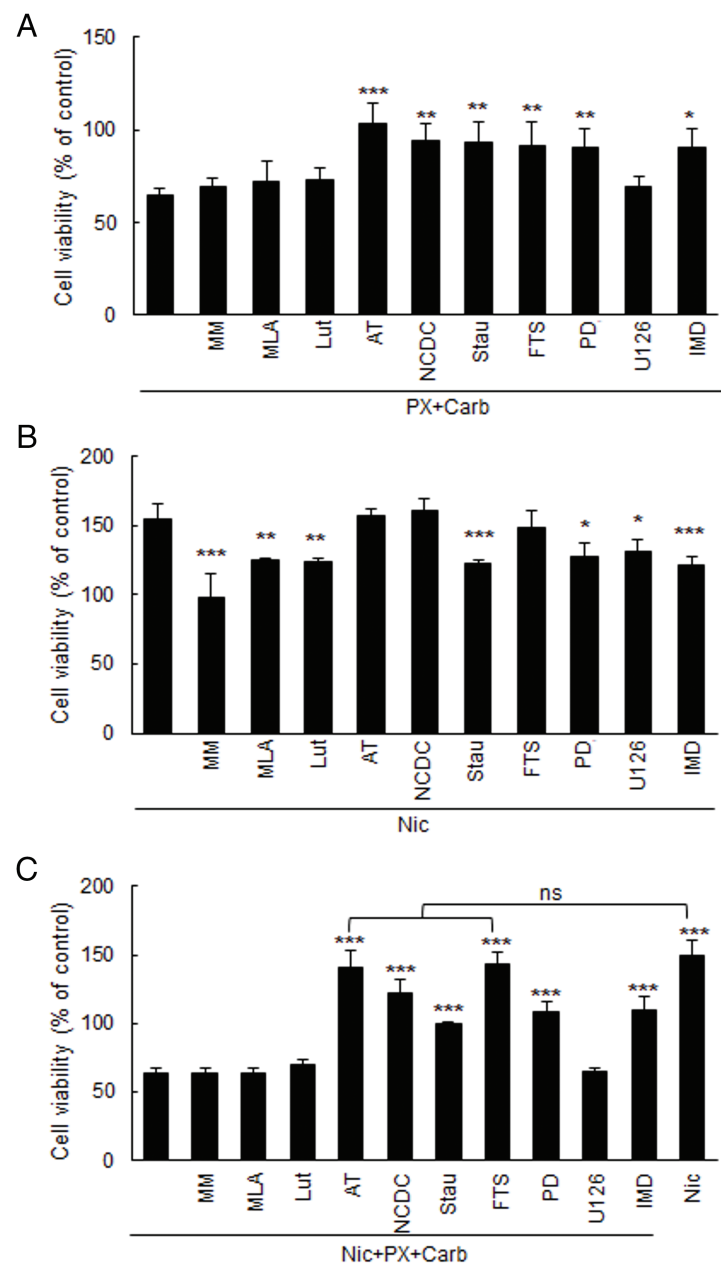 A
Cell viability (% of control)
150
100
50
0
***
**
**
**
**
*
MM
MLA
Lut
AT
NCDC
Stau
FTS
PD
U126
IMD
PX+Carb
B
Cell viability (% of control)
200
150
100
50
0
***
**
**
***
*
*
***
MM
MLA
Lut
AT
NCDC
Stau
FTS
PD
U126
IMD
Nic
C
Cell viability (% of control)
200
150
100
50
0
ns
***
***
***
***
***
***
***
MM
MLA
Lut
AT
NCDC
Stau
FTS
PD
U126
IMD
Nic
Nic+PX+Carb